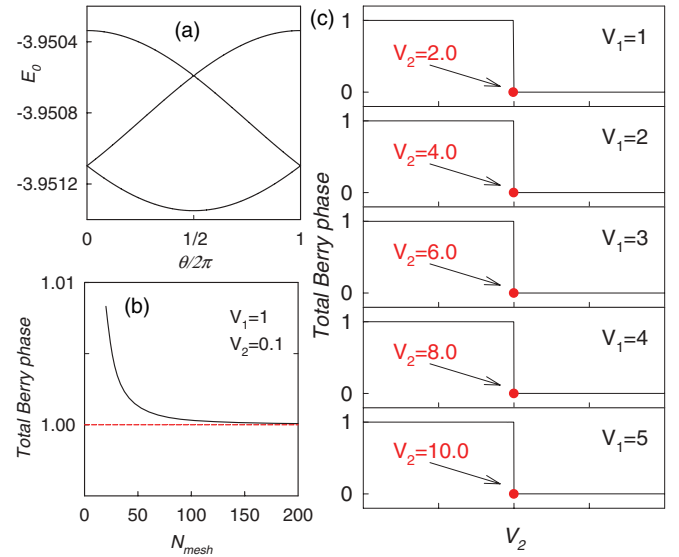 (a)
-3.9504
-3.9508
-3.9512
E0
0
1/2
1
θ/2π
(b)
1.01
1.00
V1=1
V2=0.1
Total Berry phase
0
50
100
150
200
Nmesh
(c)
1
V2=2.0
V1=1
0
1
V2=4.0
V1=2
0
1
V2=6.0
V1=3
0
1
V2=8.0
V1=4
0
1
V2=10.0
V1=5
0
Total Berry phase
V2